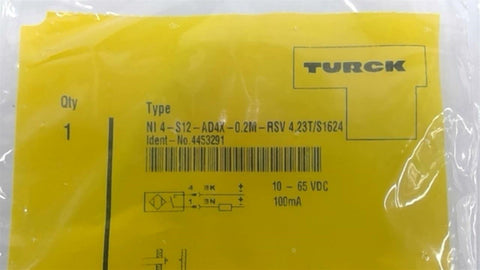 TURCK
Qty
1
Type
NI 4-S12-AD4X-0.2M-RSV 4.23T/S1624
Ident-No.4453291
4 BK ±
1 BN ±
10 - 65 VDC
100mA